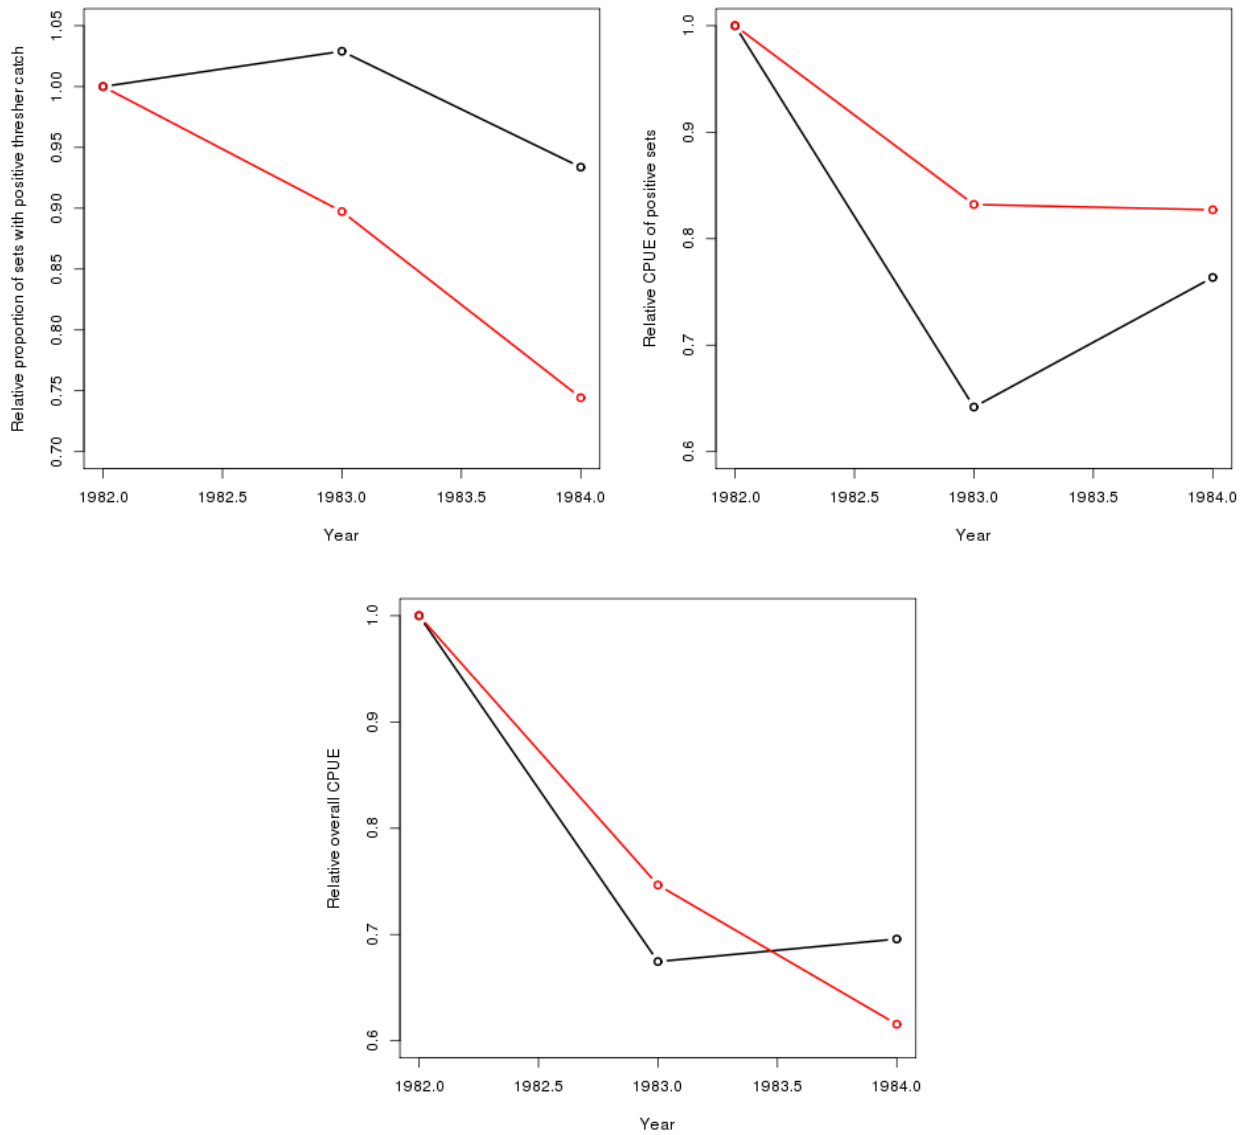 Relative proportion of sets with positive thresher catch
1.05
1.00
0.95
0.90
0.85
0.80
0.75
0.70
1982.0 1982.5 1983.0 1983.5 1984.0
Year
Relative CPUE of positive sets
1.0
0.9
0.8
0.7
0.6
1982.0 1982.5 1983.0 1983.5 1984.0
Year
Relative overall CPUE
1.0
0.9
0.8
0.7
0.6
1982.0 1982.5 1983.0 1983.5 1984.0
Year